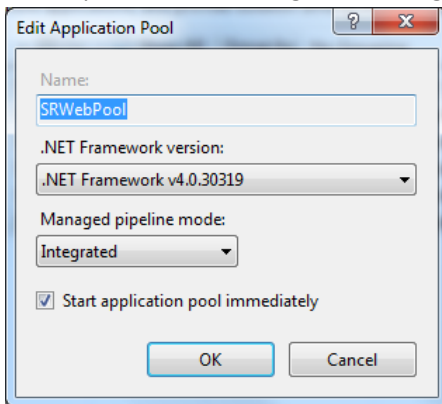 Edit Application Pool
Name:
SRWebPool
.NET Framework version:
.NET Framework v4.0.30319
Managed pipeline mode:
Integrated
Start application pool immediately
OK Cancel